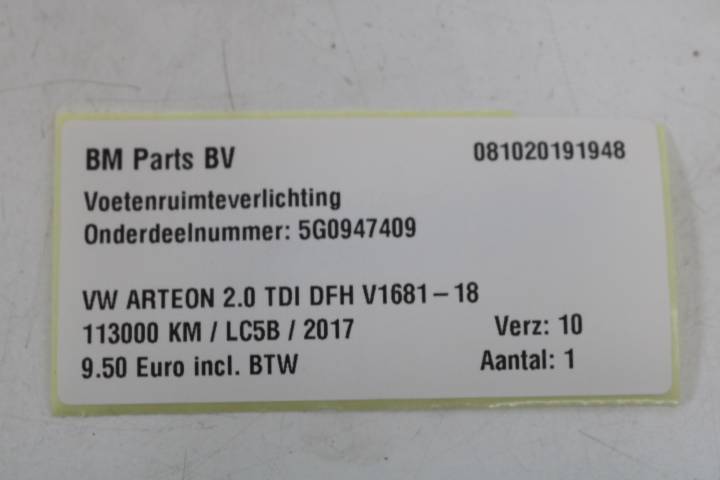 BM Parts BV 081020191948
Voetenruimteverlichting
Onderdeelnummer: 5G0947409
VW ARTEON 2.0 TDI DFH V1681-18
113000 KM / LC5B / 2017 Verz: 10
9.50 Euro incl. BTW Aantal: 1